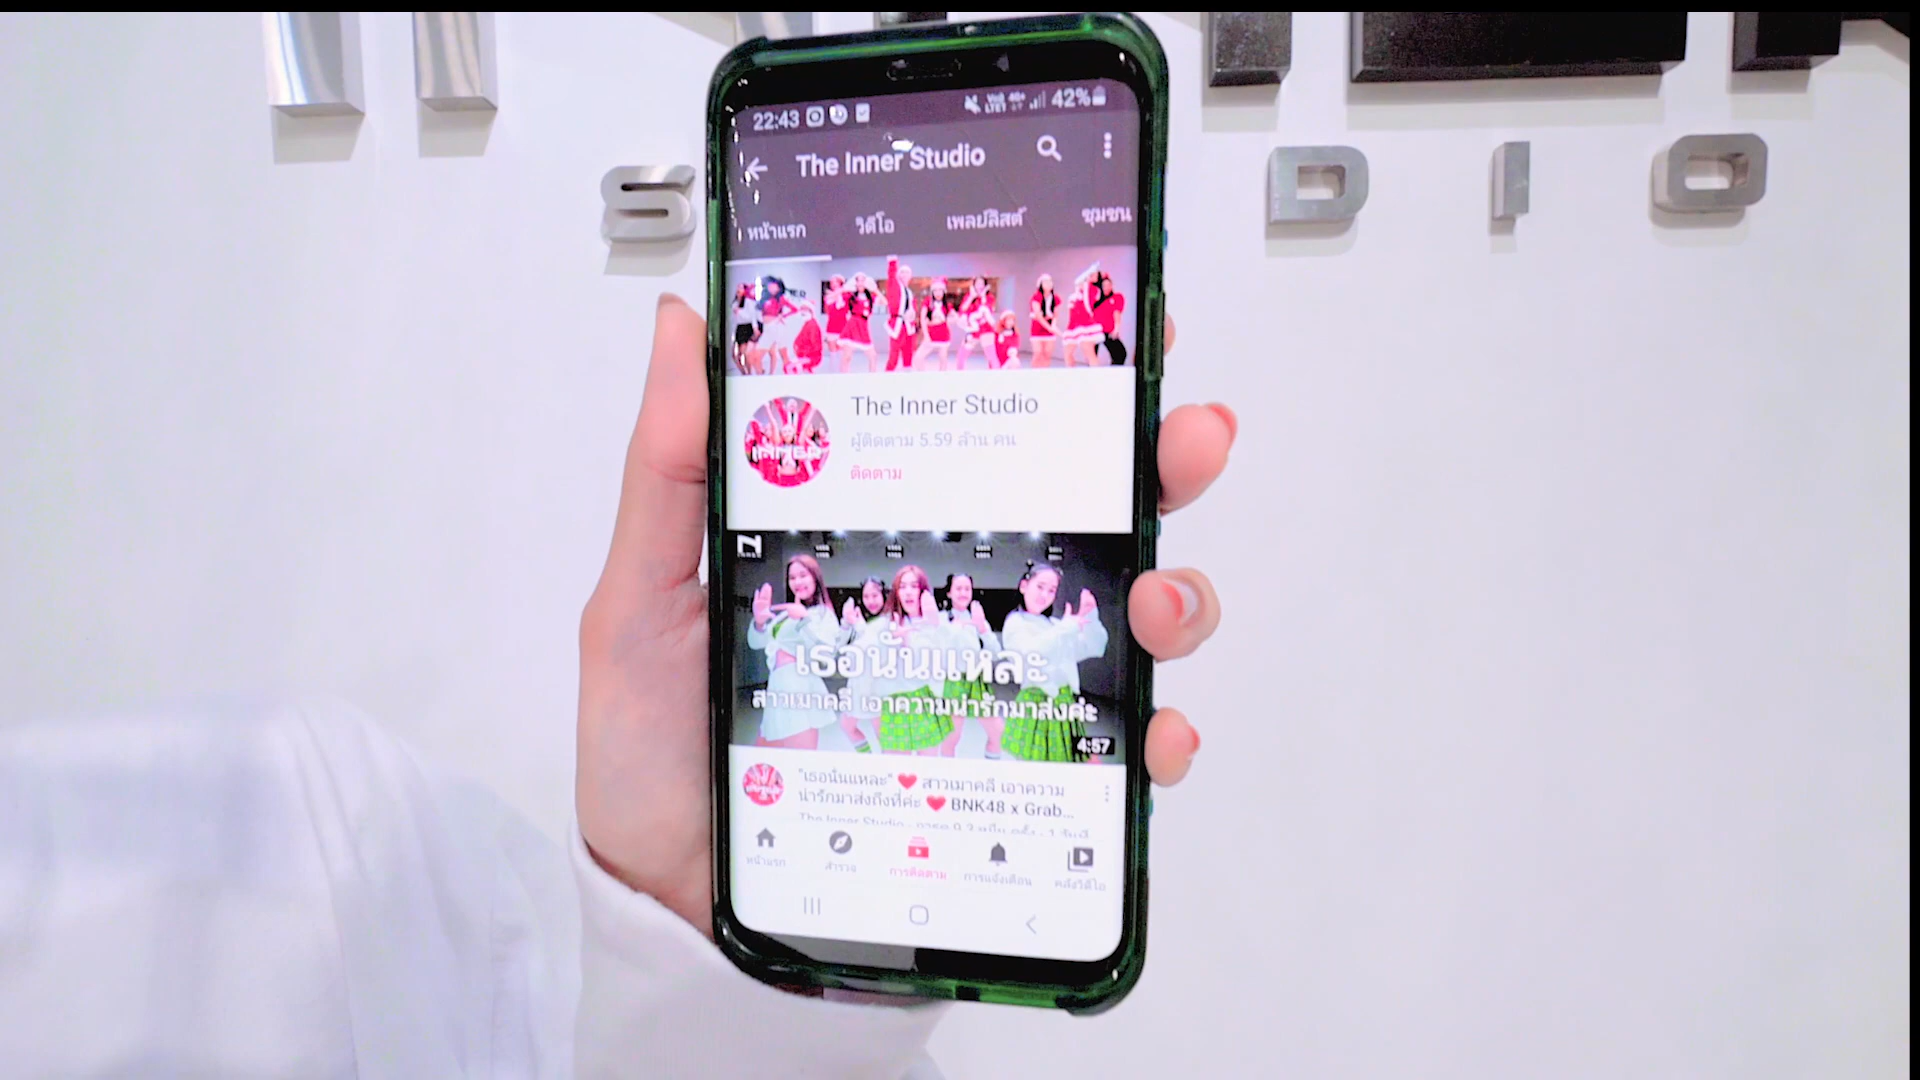 22:43
Vo)) 4G+ 42%
LTE1
The Inner Studio
หน้าแรก วิดีโอ เพลย์ลิสต์ ชุมชน
The Inner Studio
ผู้ติดตาม 5.59 ล้าน คน
ติดตาม
INNER
เธอนั่นแหละ
สาวเมาคลี เอาความน่ารักมาส่งค่ะ
4:57
"เธอนั่นแหละ" ❤ สาวเมาคลี เอาความ
น่ารักมาส่งถึงที่ค่ะ ❤ BNK48 x Grab...
The Inner Studio
หน้าแรก สำรวจ การติดตาม การแจ้งเตือน คลังวิดีโอ
S DIO